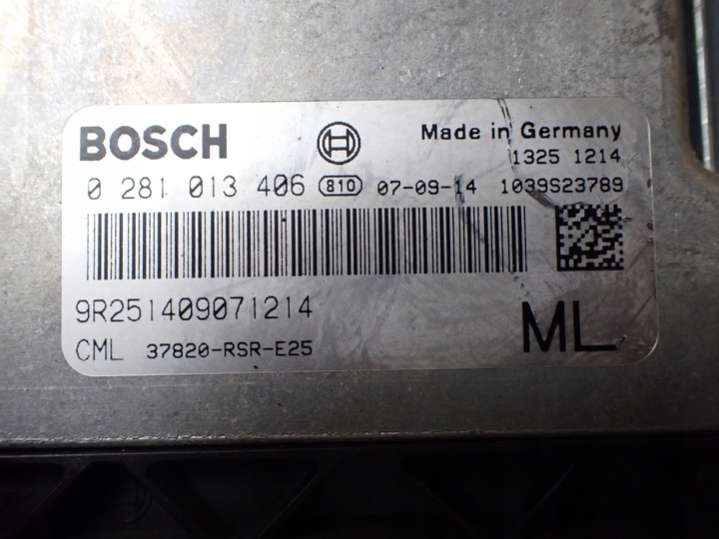 BOSCH Made in Germany
1325 1214
0 281 013 406 810 07-09-14 1039S23789
9R251409071214 ML
CML 37820-RSR-E25